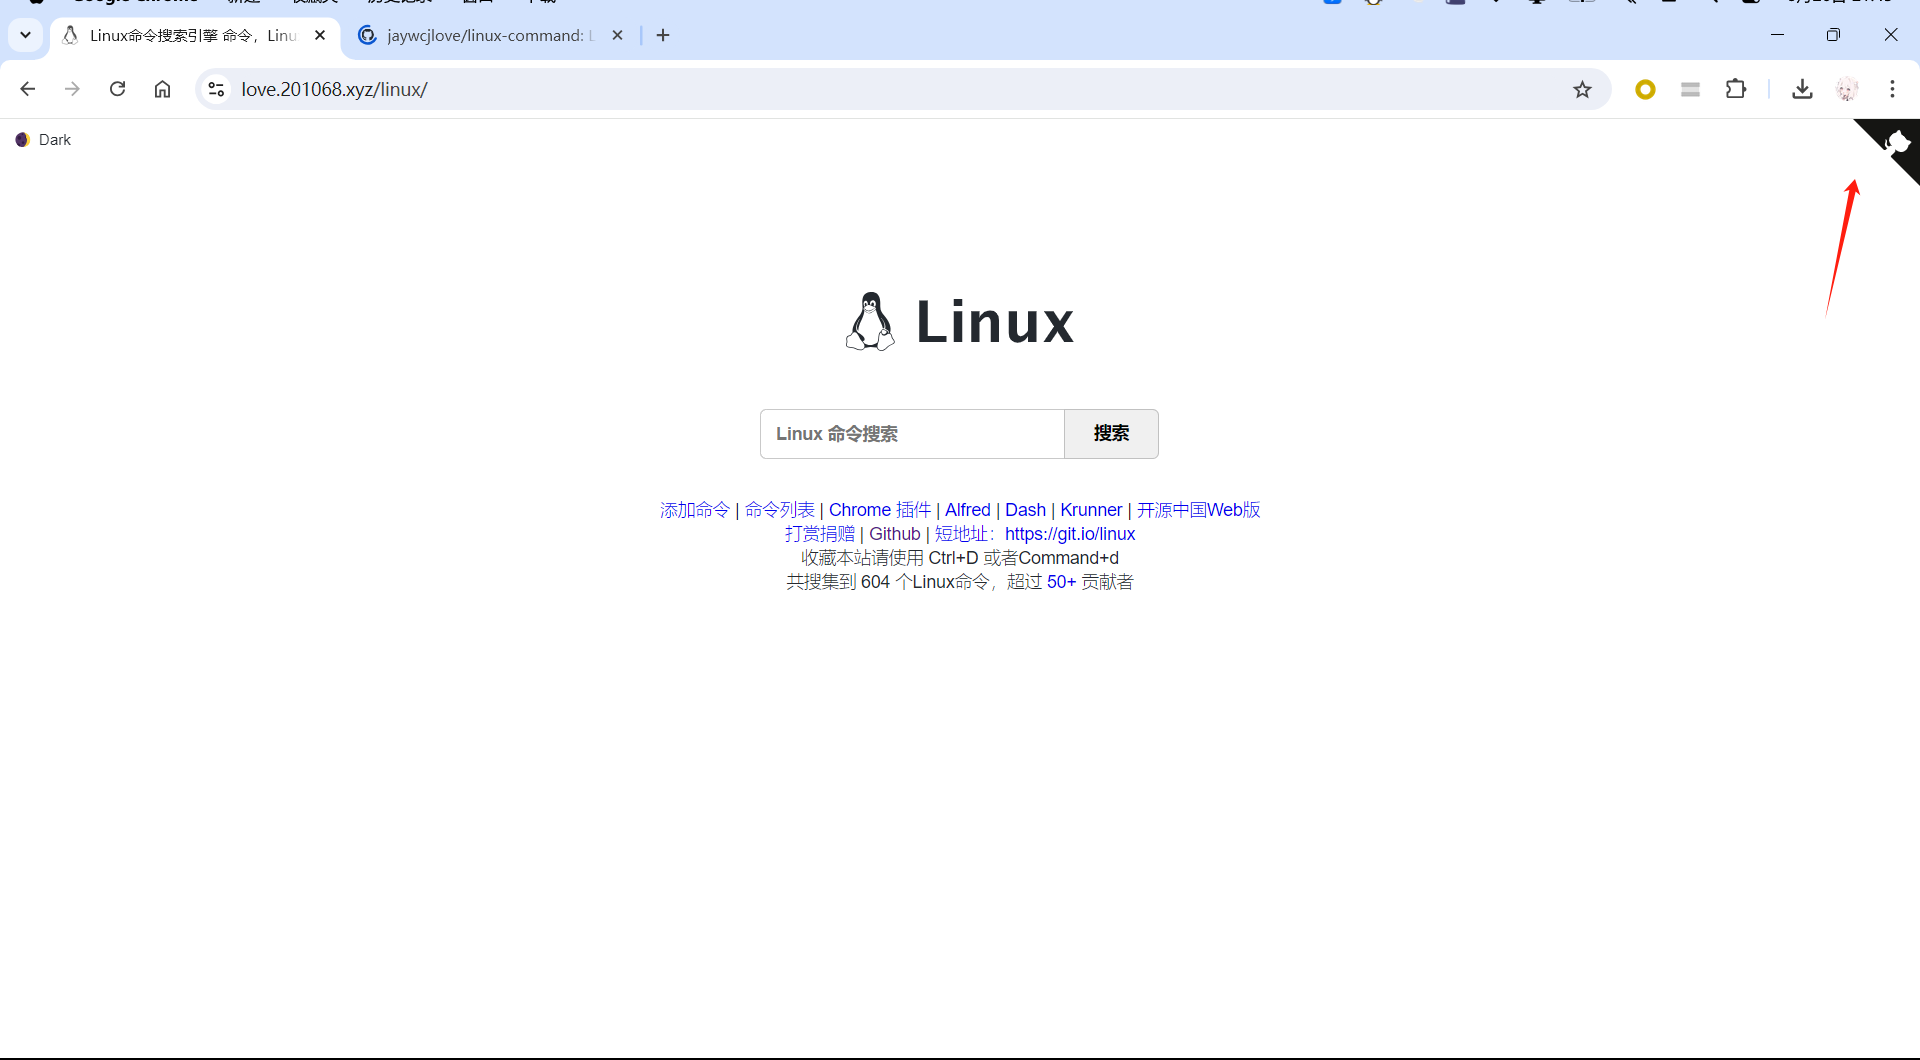 Google Chrome
Linux命令搜索引擎 命令，Linu
jaywcjlove/linux-command: L
love.201068.xyz/linux/
Dark
Linux
Linux 命令搜索
搜索
添加命令 | 命令列表 | Chrome 插件 | Alfred | Dash | Krunner | 开源中国Web版
打赏捐赠 | Github | 短地址：https://git.io/linux
收藏本站请使用 Ctrl+D 或者Command+d
共搜集到 604 个Linux命令，超过 50+ 贡献者